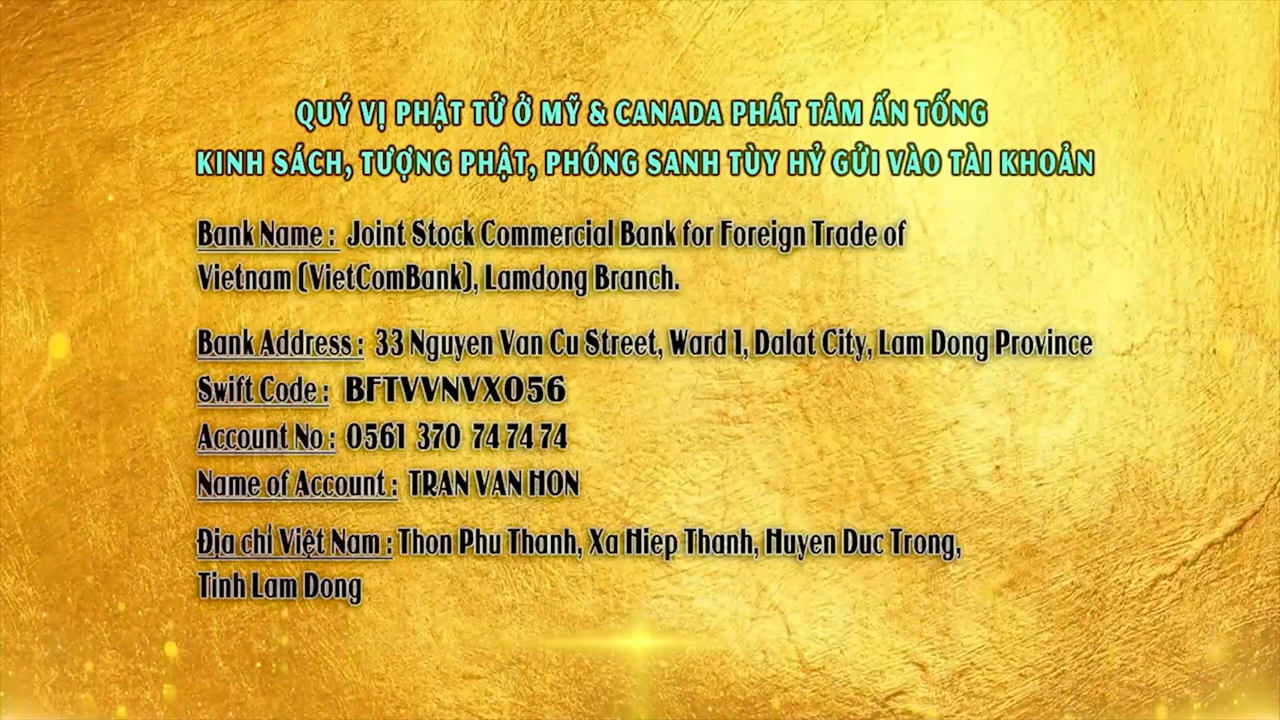 QUÝ VỊ PHẬT TỬ Ở MỸ & CANADA PHÁT TÂM ẤN TỐNG
KINH SÁCH, TƯỢNG PHẬT, PHÓNG SANH TÙY HỶ GỬI VÀO TÀI KHOẢN
Bank Name : Joint Stock Commercial Bank for Foreign Trade of
Vietnam (VietComBank), Lamdong Branch.
Bank Address : 33 Nguyen Van Cu Street, Ward 1, Dalat City, Lam Dong Province
Swift Code : BFTVVNVX056
Account No : 0561 370 74 74 74
Name of Account : TRAN VAN HON
Địa chỉ Việt Nam : Thon Phu Thanh, Xa Hiep Thanh, Huyen Duc Trong,
Tinh Lam Dong